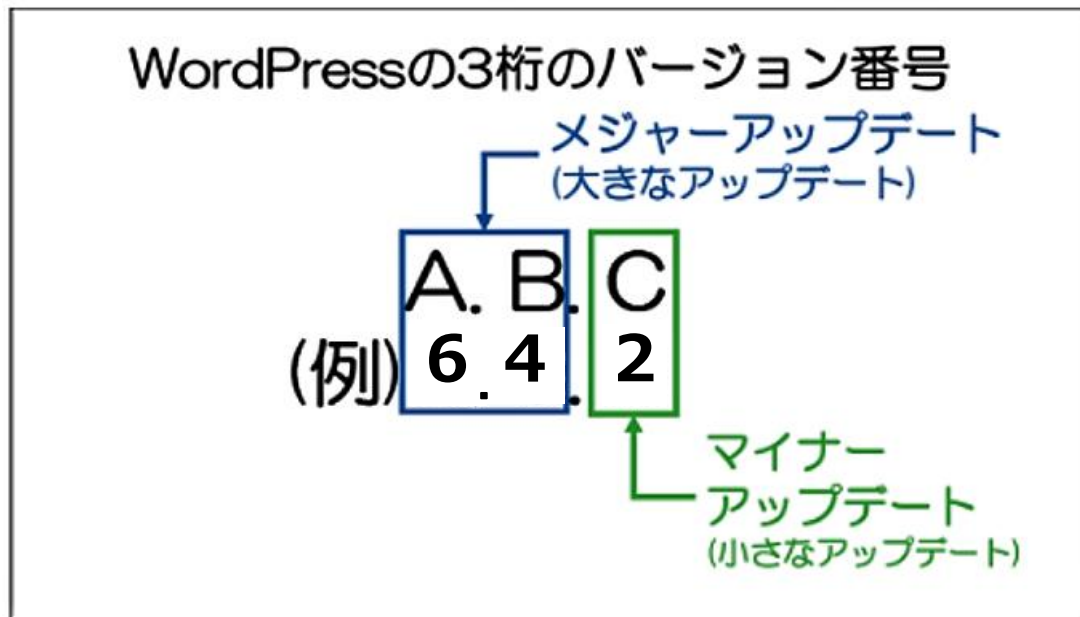 WordPressの3桁のバージョン番号
メジャーアップデート
(大きなアップデート)
A. B. C
(例) 6.4.2
マイナー
アップデート
(小さなアップデート)